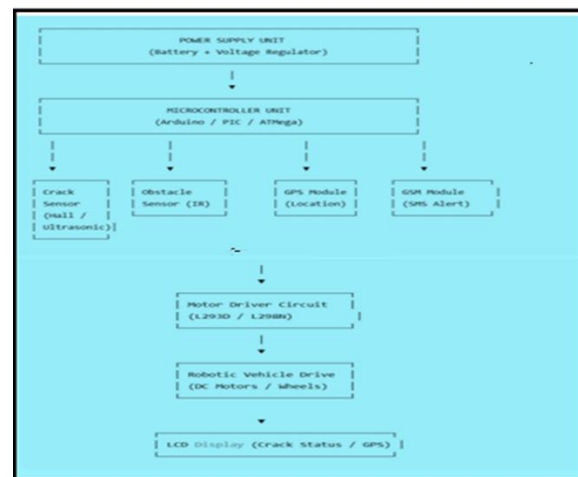 POWER SUPPLY UNIT
(Battery + Voltage Regulator)
MICROCONTROLLER UNIT
(Arduino / PIC / ATMega)
Crack
Sensor
(Hall /
Ultrasonic)
Obstacle
Sensor (IR)
GPS Module
(Location)
GSM Module
(SMS Alert)
Motor Driver Circuit
(L293D / L298N)
Robotic Vehicle Drive
(DC Motors / Wheels)
LCD Display (Crack Status / GPS)